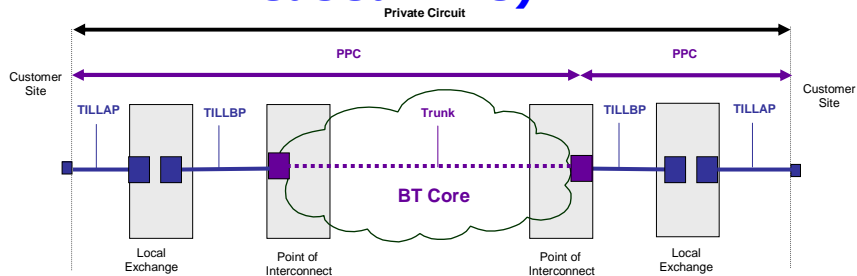 Private Circuit
PPC
PPC
Customer
Site
Customer
Site
TILLAP
TILLBP
Trunk
TILLBP
TILLAP
BT Core
Local
Exchange
Point of
Interconnect
Point of
Interconnect
Local
Exchange